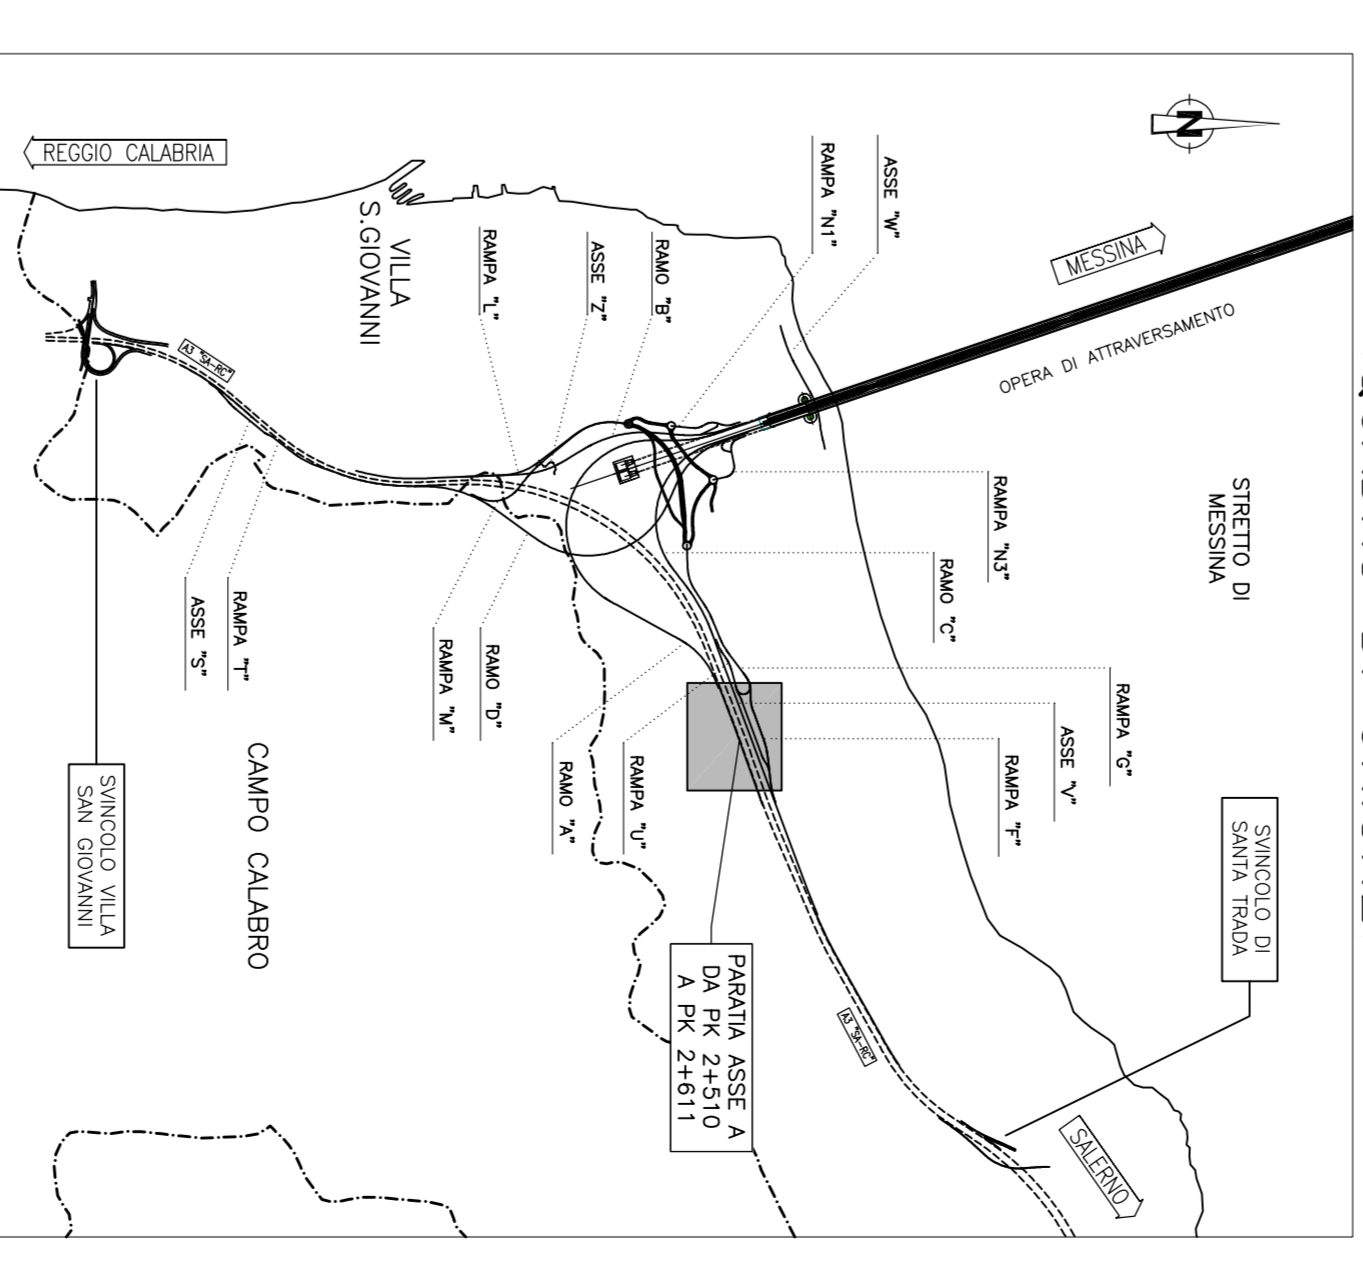 REGGIO CALABRIA
VILLA
S.GIOVANNI
MESSINA
OPERA DI ATTRAVERSAMENTO
STRETTO DI
MESSINA
N
ASSE "W"
RAMPA "N1"
RAMO "B"
ASSE "Z"
RAMPA "L"
A3 "SA-RC"
RAMPA "N3"
RAMO "C"
RAMPA "G"
ASSE "V"
RAMPA "F"
RAMPA "T"
ASSE "S"
RAMO "D"
RAMPA "M"
RAMPA "U"
RAMO "A"
CAMPO CALABRO
SVINCOLO VILLA
SAN GIOVANNI
SVINCOLO DI
SANTA TRADA
PARATIA ASSE A
DA PK 2+510
A PK 2+611
A3 "SA-RC"
SALERNO